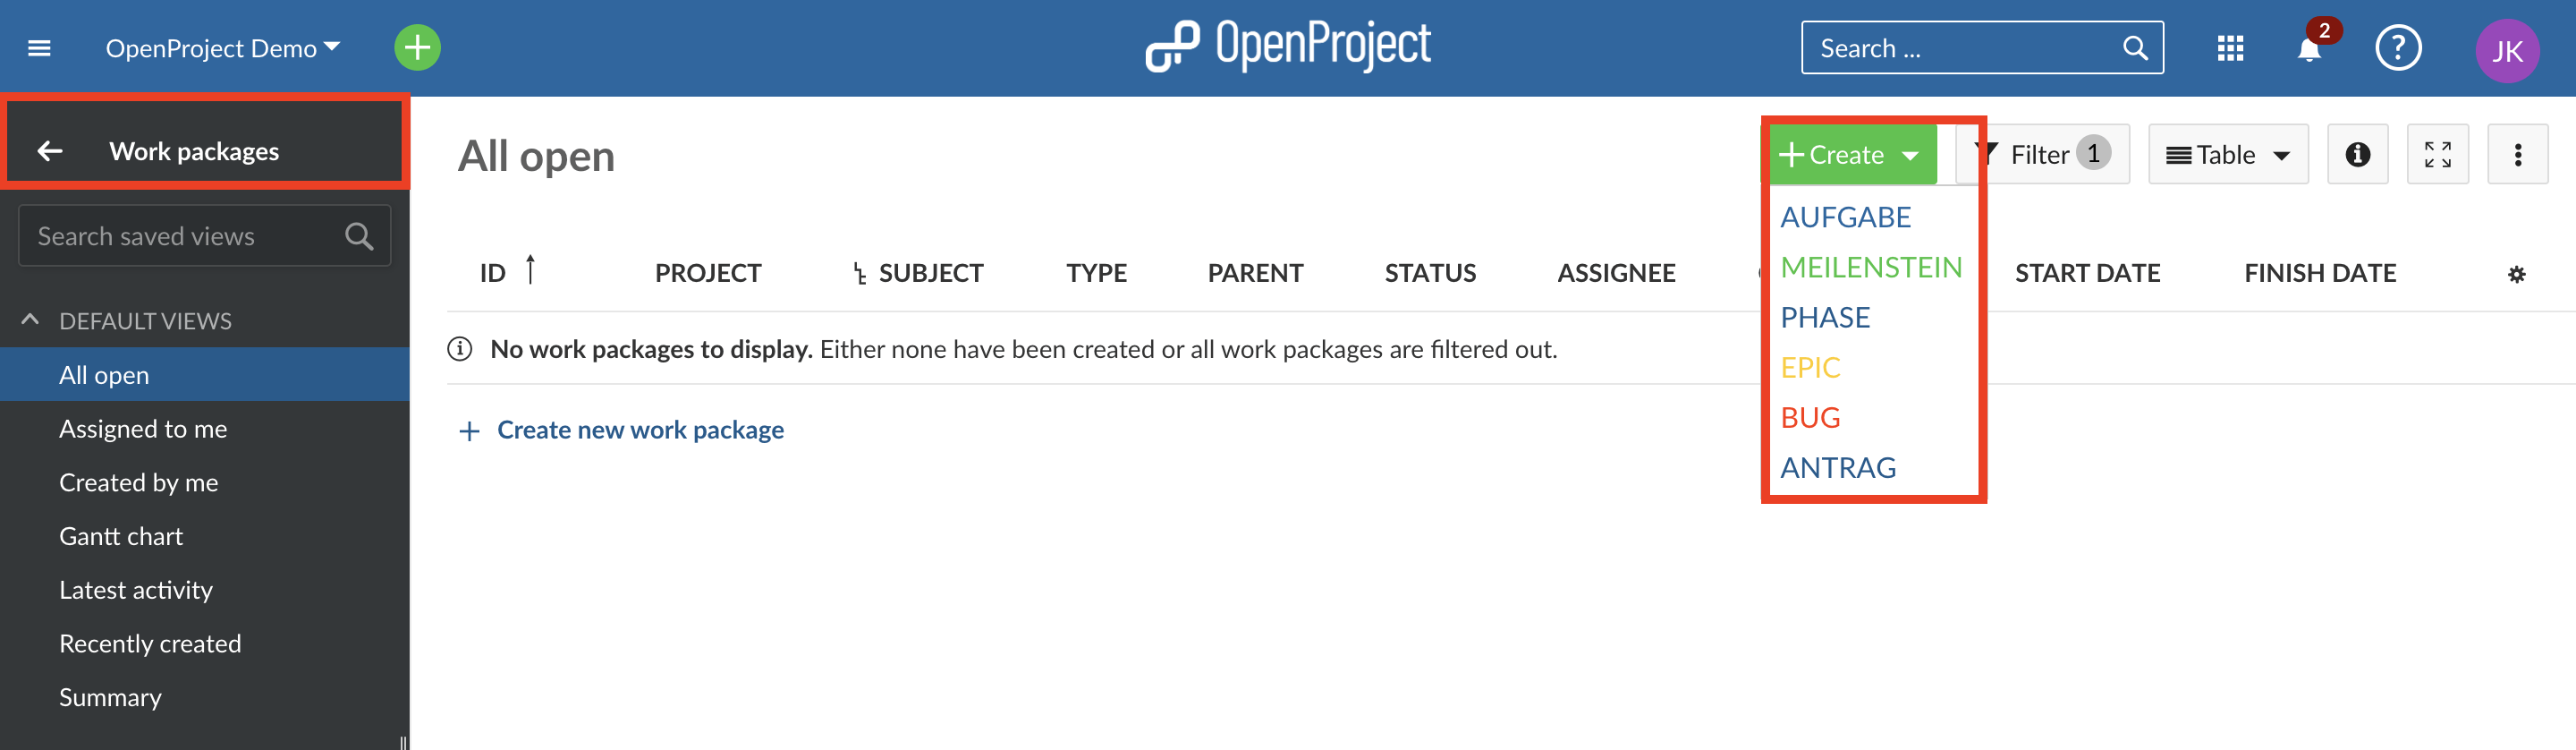 OpenProject Demo
OpenProject
Search ...
2
JK
Work packages
Search saved views
DEFAULT VIEWS
All open
Assigned to me
Created by me
Gantt chart
Latest activity
Recently created
Summary
All open
Create
Filter 1
Table
AUFGABE
MEILENSTEIN
PHASE
EPIC
BUG
ANTRAG
ID PROJECT SUBJECT TYPE PARENT STATUS ASSIGNEE START DATE FINISH DATE
No work packages to display. Either none have been created or all work packages are filtered out.
+ Create new work package